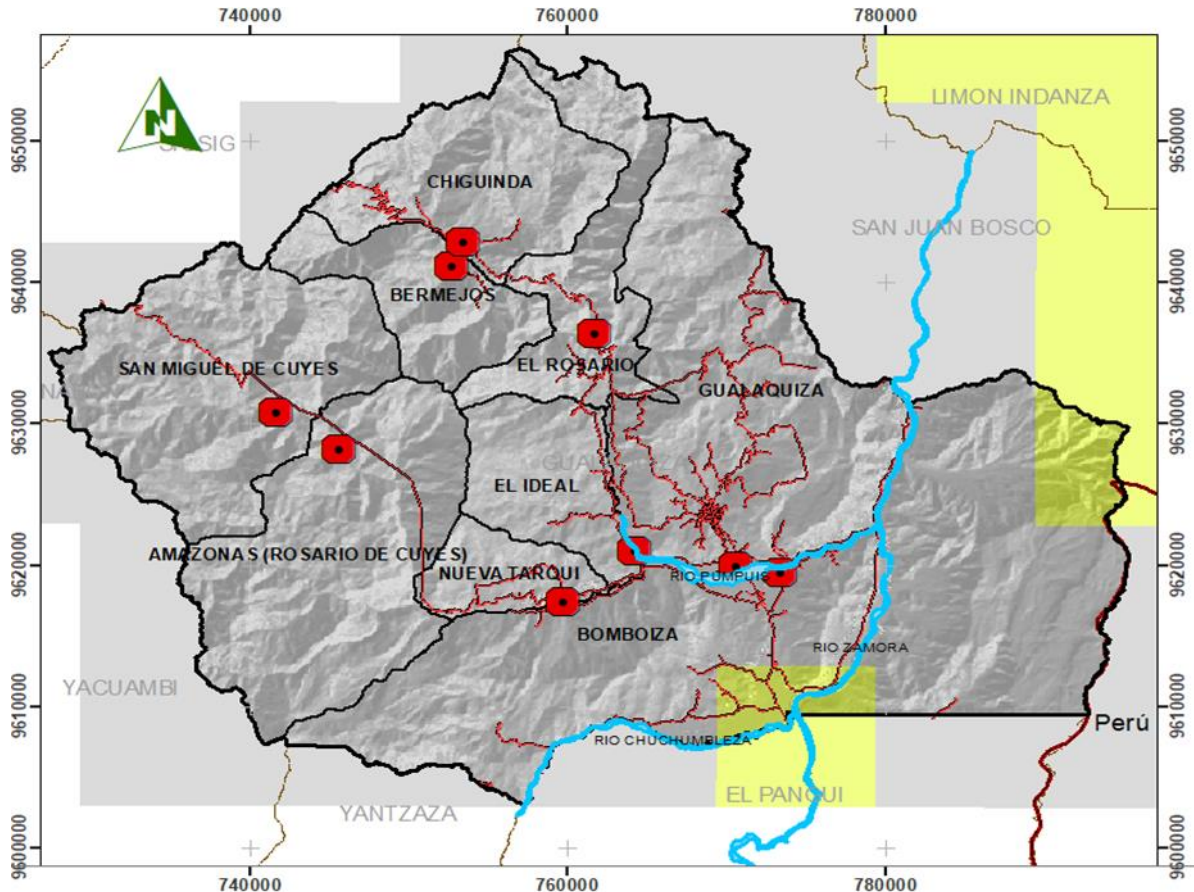 740000
760000
780000
LIMON INDANZA
N
SIG
9650000
9650000
CHIGUINDA
SAN JUAN BOSCO
9640000
9640000
BERMEJOS
SAN MIGUEL DE CUYES
EL ROSARIO
GUALAQUIZA
9630000
9630000
EL IDEAL
AMAZONAS (ROSARIO DE CUYES)
NUEVA TARQUI
RIO PUMPUIS
9620000
9620000
BOMBOIZA
RIO ZAMORA
YACUAMBI
9610000
9610000
Perú
RIO CHUCHUMBLEZA
EL PANGUI
YANTZAZA
9600000
9600000
740000
760000
780000